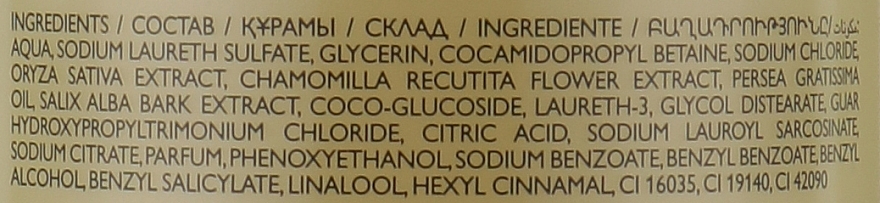 INGREDIENTS / СОСТАВ / ҚҰРАМЫ / СКЛАД / INGREDIENTE / ԲԱՂԱԴՐՈՒԹՅՈՒՆԸ/
AQUA, SODIUM LAURETH SULFATE, GLYCERIN, COCAMIDOPROPYL BETAINE, SODIUM CHLORIDE,
ORYZA SATIVA EXTRACT, CHAMOMILLA RECUTITA FLOWER EXTRACT, PERSEA GRATISSIMA
OIL, SALIX ALBA BARK EXTRACT, COCO-GLUCOSIDE, LAURETH-3, GLYCOL DISTEARATE, GUAR
HYDROXYPROPYLTRIMONIUM CHLORIDE, CITRIC ACID, SODIUM LAUROYL SARCOSINATE,
SODIUM CITRATE, PARFUM, PHENOXYETHANOL, SODIUM BENZOATE, BENZYL BENZOATE, BENZYL
ALCOHOL, BENZYL SALICYLATE, LINALOOL, HEXYL CINNAMAL, CI 16035, CI 19140, CI 42090